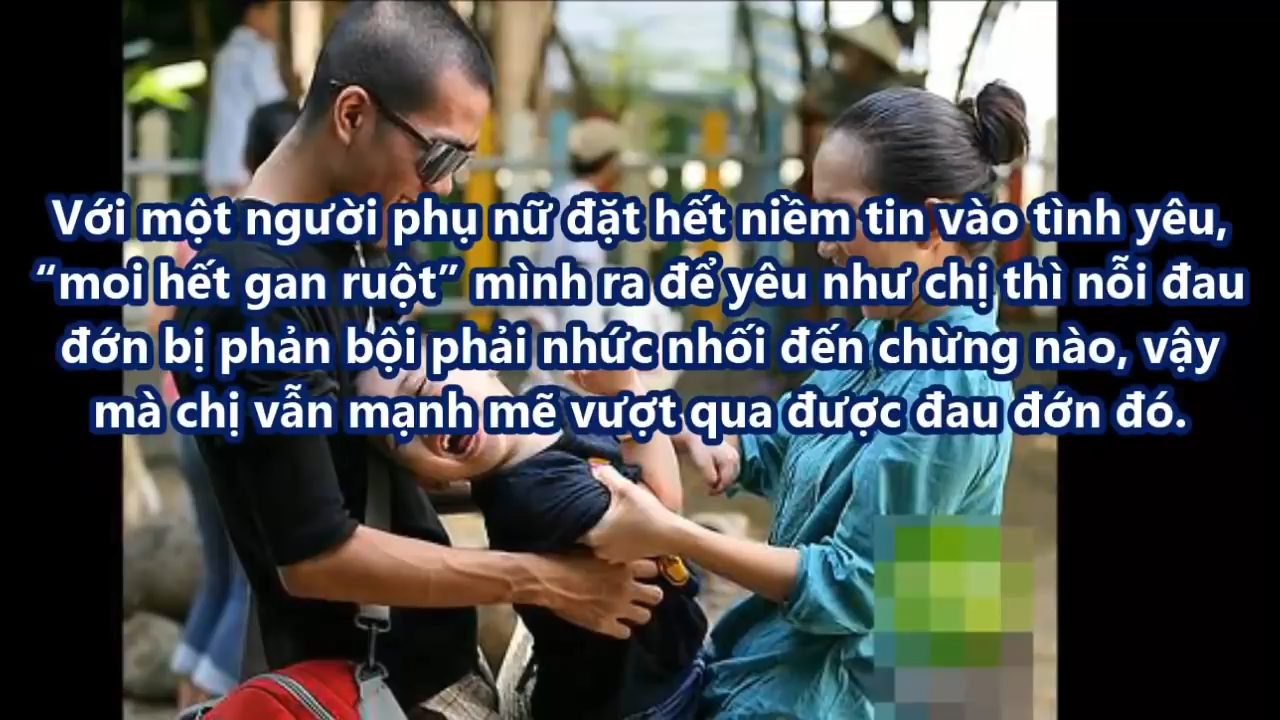 Với một người phụ nữ đặt hết niềm tin vào tình yêu,
“moi hết gan ruột” mình ra để yêu như chị thì nỗi đau
đớn bị phản bội phải nhức nhối đến chừng nào, vậy
mà chị vẫn mạnh mẽ vượt qua được đau đớn đó.